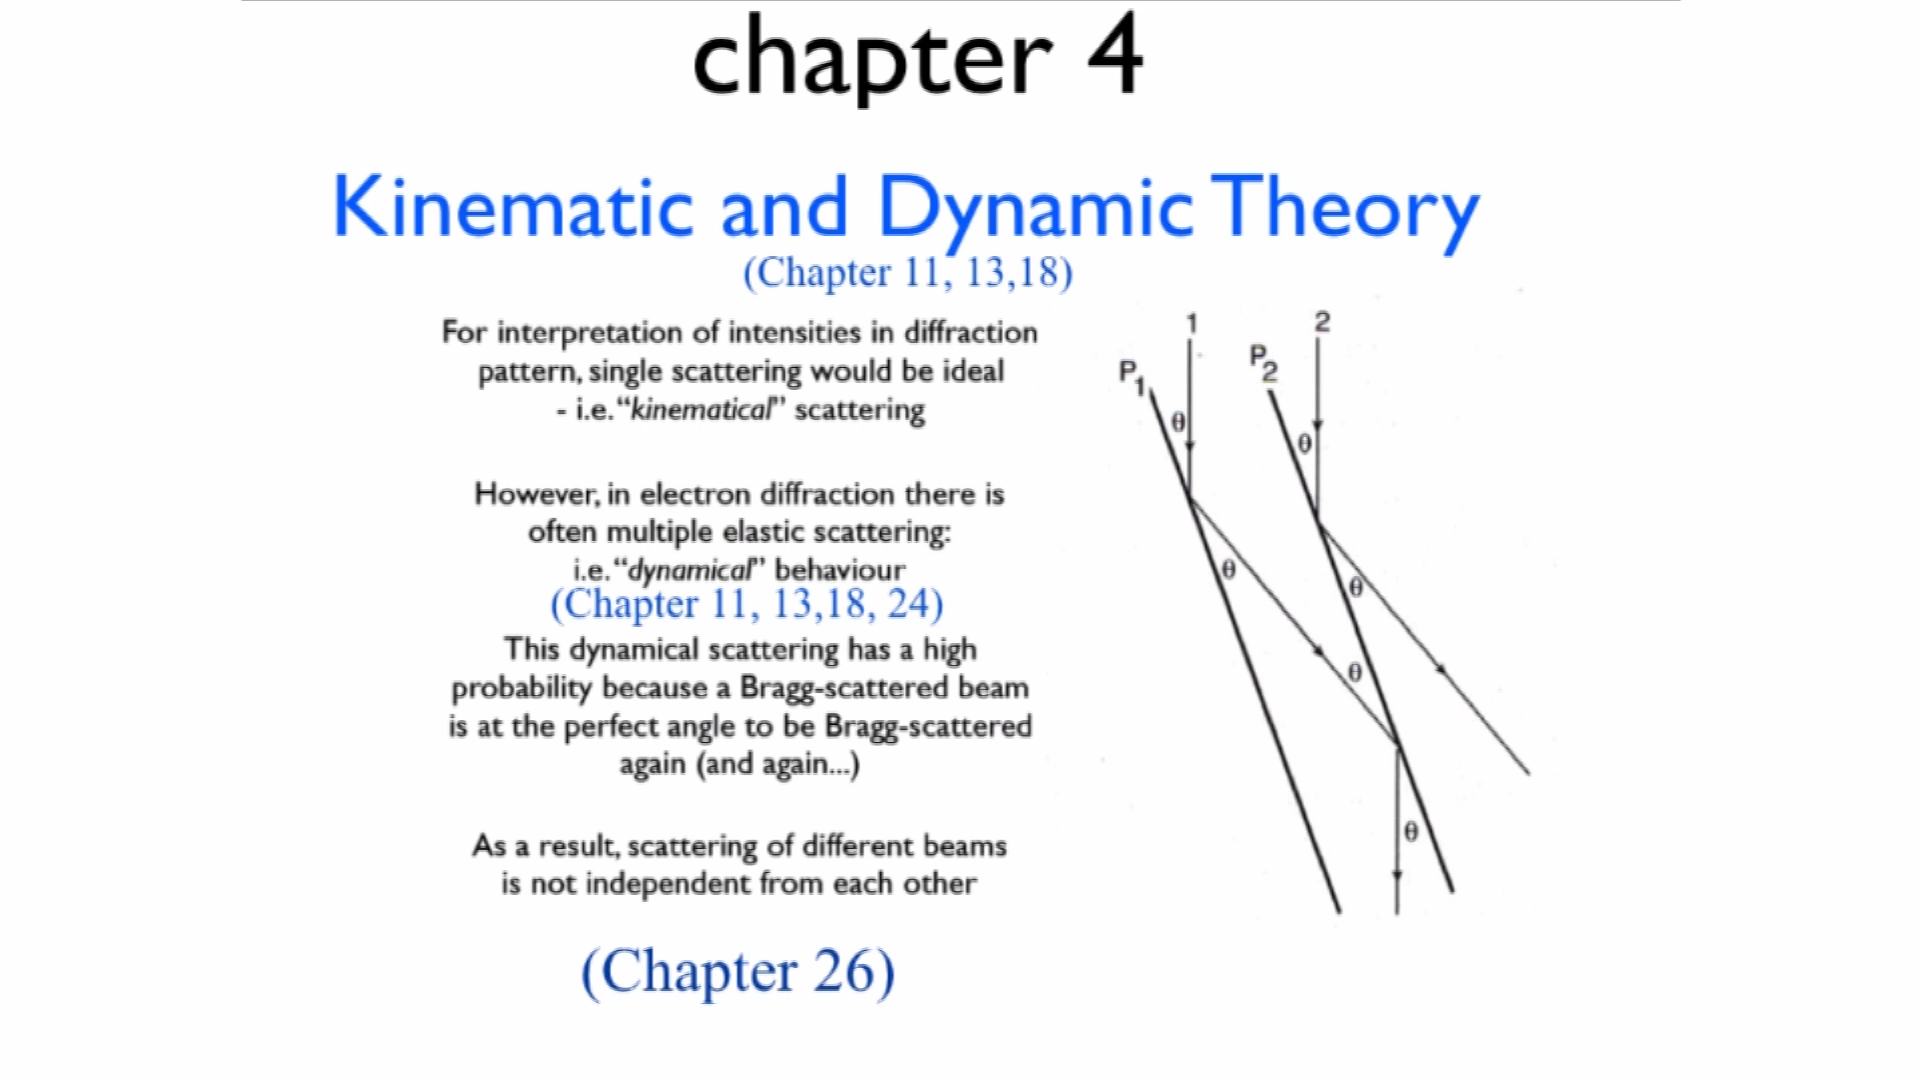 chapter 4
Kinematic and Dynamic Theory
(Chapter 11, 13,18)
For interpretation of intensities in diffraction
pattern, single scattering would be ideal
- i.e. “kinematical” scattering
However, in electron diffraction there is
often multiple elastic scattering:
i.e. “dynamical” behaviour
(Chapter 11, 13,18, 24)
This dynamical scattering has a high
probability because a Bragg-scattered beam
is at the perfect angle to be Bragg-scattered
again (and again...)
As a result, scattering of different beams
is not independent from each other
(Chapter 26)
1
2
P1
P2
θ
θ
θ
θ
θ
θ